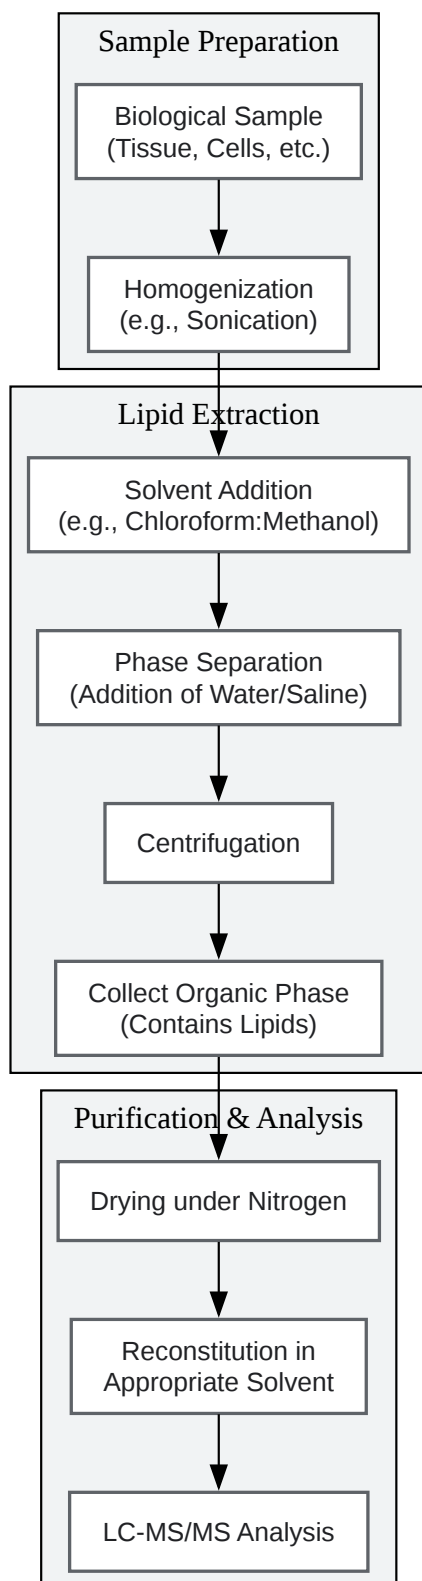 Sample Preparation
Biological Sample
(Tissue, Cells, etc.)
Homogenization
(e.g., Sonication)
Lipid Extraction
Solvent Addition
(e.g., Chloroform:Methanol)
Phase Separation
(Addition of Water/Saline)
Centrifugation
Collect Organic Phase
(Contains Lipids)
Purification & Analysis
Drying under Nitrogen
Reconstitution in
Appropriate Solvent
LC-MS/MS Analysis